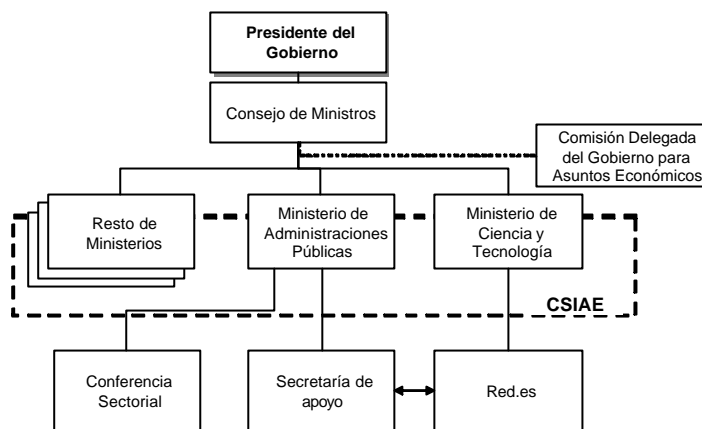 Presidente del
Gobierno
Consejo de Ministros
Comisión Delegada
del Gobierno para
Asuntos Económicos
Resto de
Ministerios
Ministerio de
Administraciones
Públicas
Ministerio de
Ciencia y
Tecnología
CSIAE
Conferencia
Sectorial
Secretaría de
apoyo
Red.es